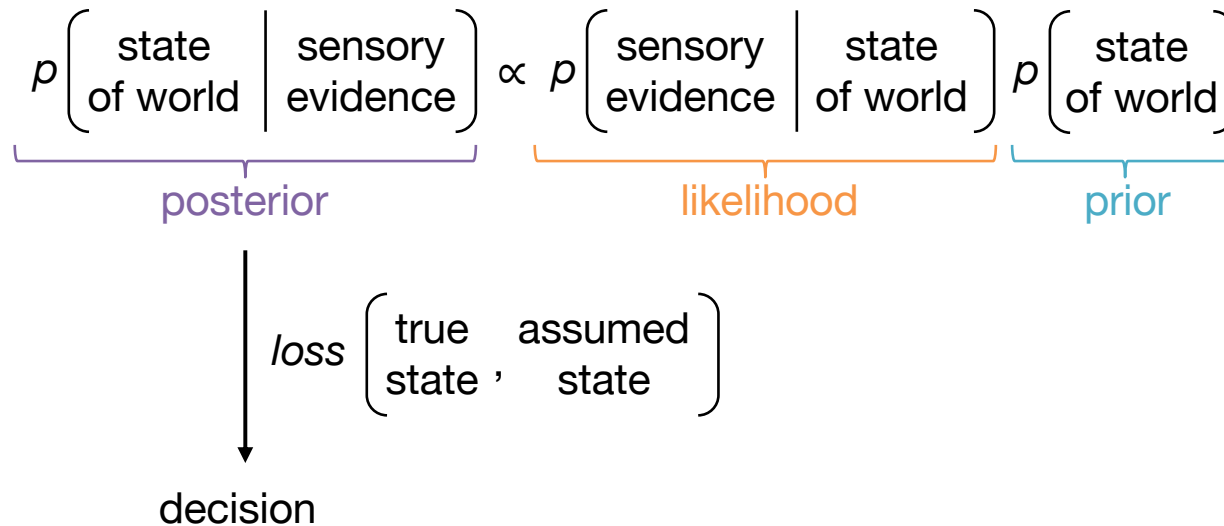 p ( state of world | sensory evidence ) ∝ p ( sensory evidence | state of world ) p ( state of world )
posterior likelihood prior
loss ( true state , assumed state )
decision